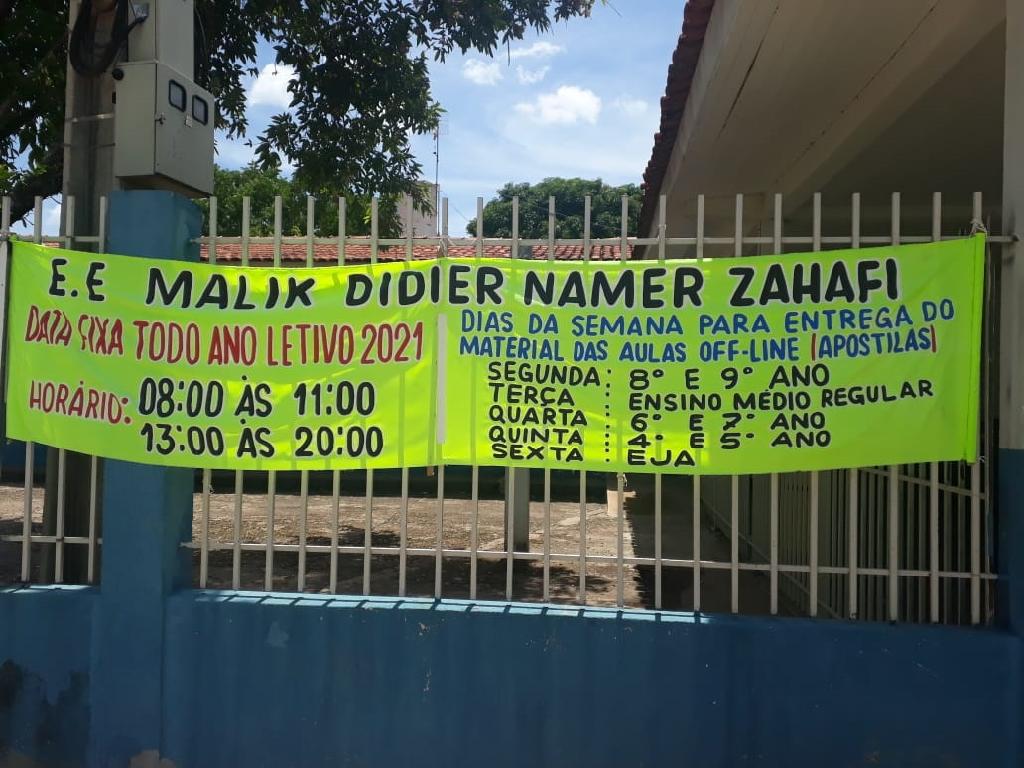 E.E MALIK DIDIER NAMER ZAHAFI
DATA FIXA TODO ANO LETIVO 2021
HORÁRIO: 08:00 ÀS 11:00
13:00 ÀS 20:00
DIAS DA SEMANA PARA ENTREGA DO
MATERIAL DAS AULAS OFF-LINE (APOSTILAS)
SEGUNDA: 8º E 9º ANO
TERÇA : ENSINO MÉDIO REGULAR
QUARTA : 6º E 7º ANO
QUINTA : 4º E 5º ANO
SEXTA : EJA